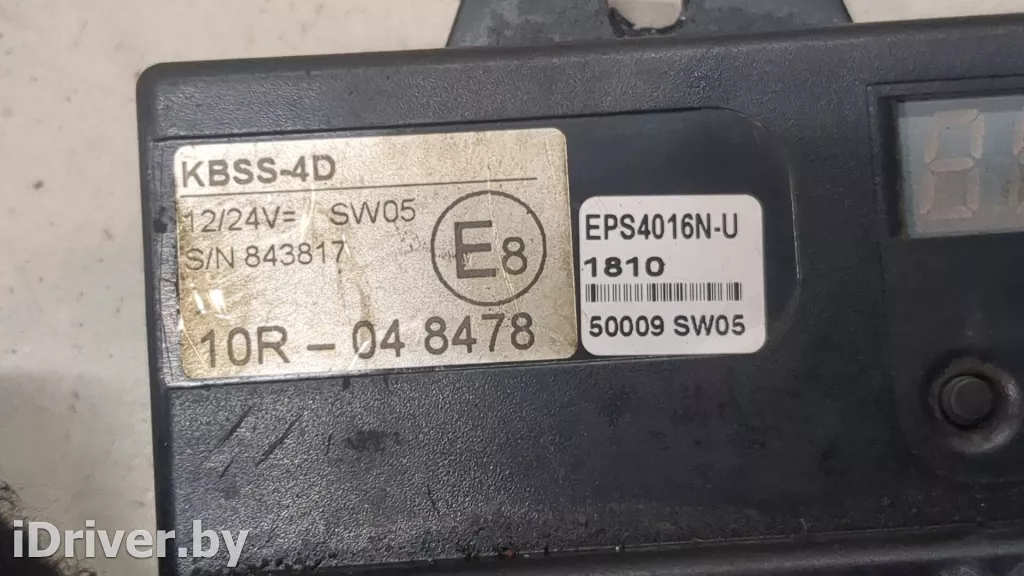 KBSS-4D
12/24V= SW05
S/N 843817
E8
10R - 04 8478
EPS4016N-U
1810
50009 SW05
iDriver.by